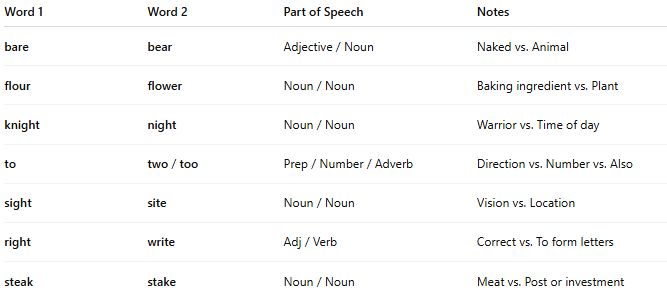 Word 1 Word 2 Part of Speech Notes
bare bear Adjective / Noun Naked vs. Animal
flour flower Noun / Noun Baking ingredient vs. Plant
knight night Noun / Noun Warrior vs. Time of day
to two / too Prep / Number / Adverb Direction vs. Number vs. Also
sight site Noun / Noun Vision vs. Location
right write Adj / Verb Correct vs. To form letters
steak stake Noun / Noun Meat vs. Post or investment